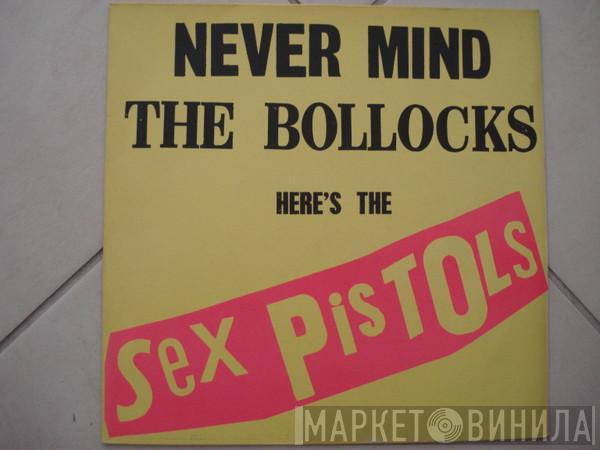 NEVER MIND
THE BOLLOCKS
HERE'S THE
Sex PisTOLs
МАРКЕТ ВИНИЛА